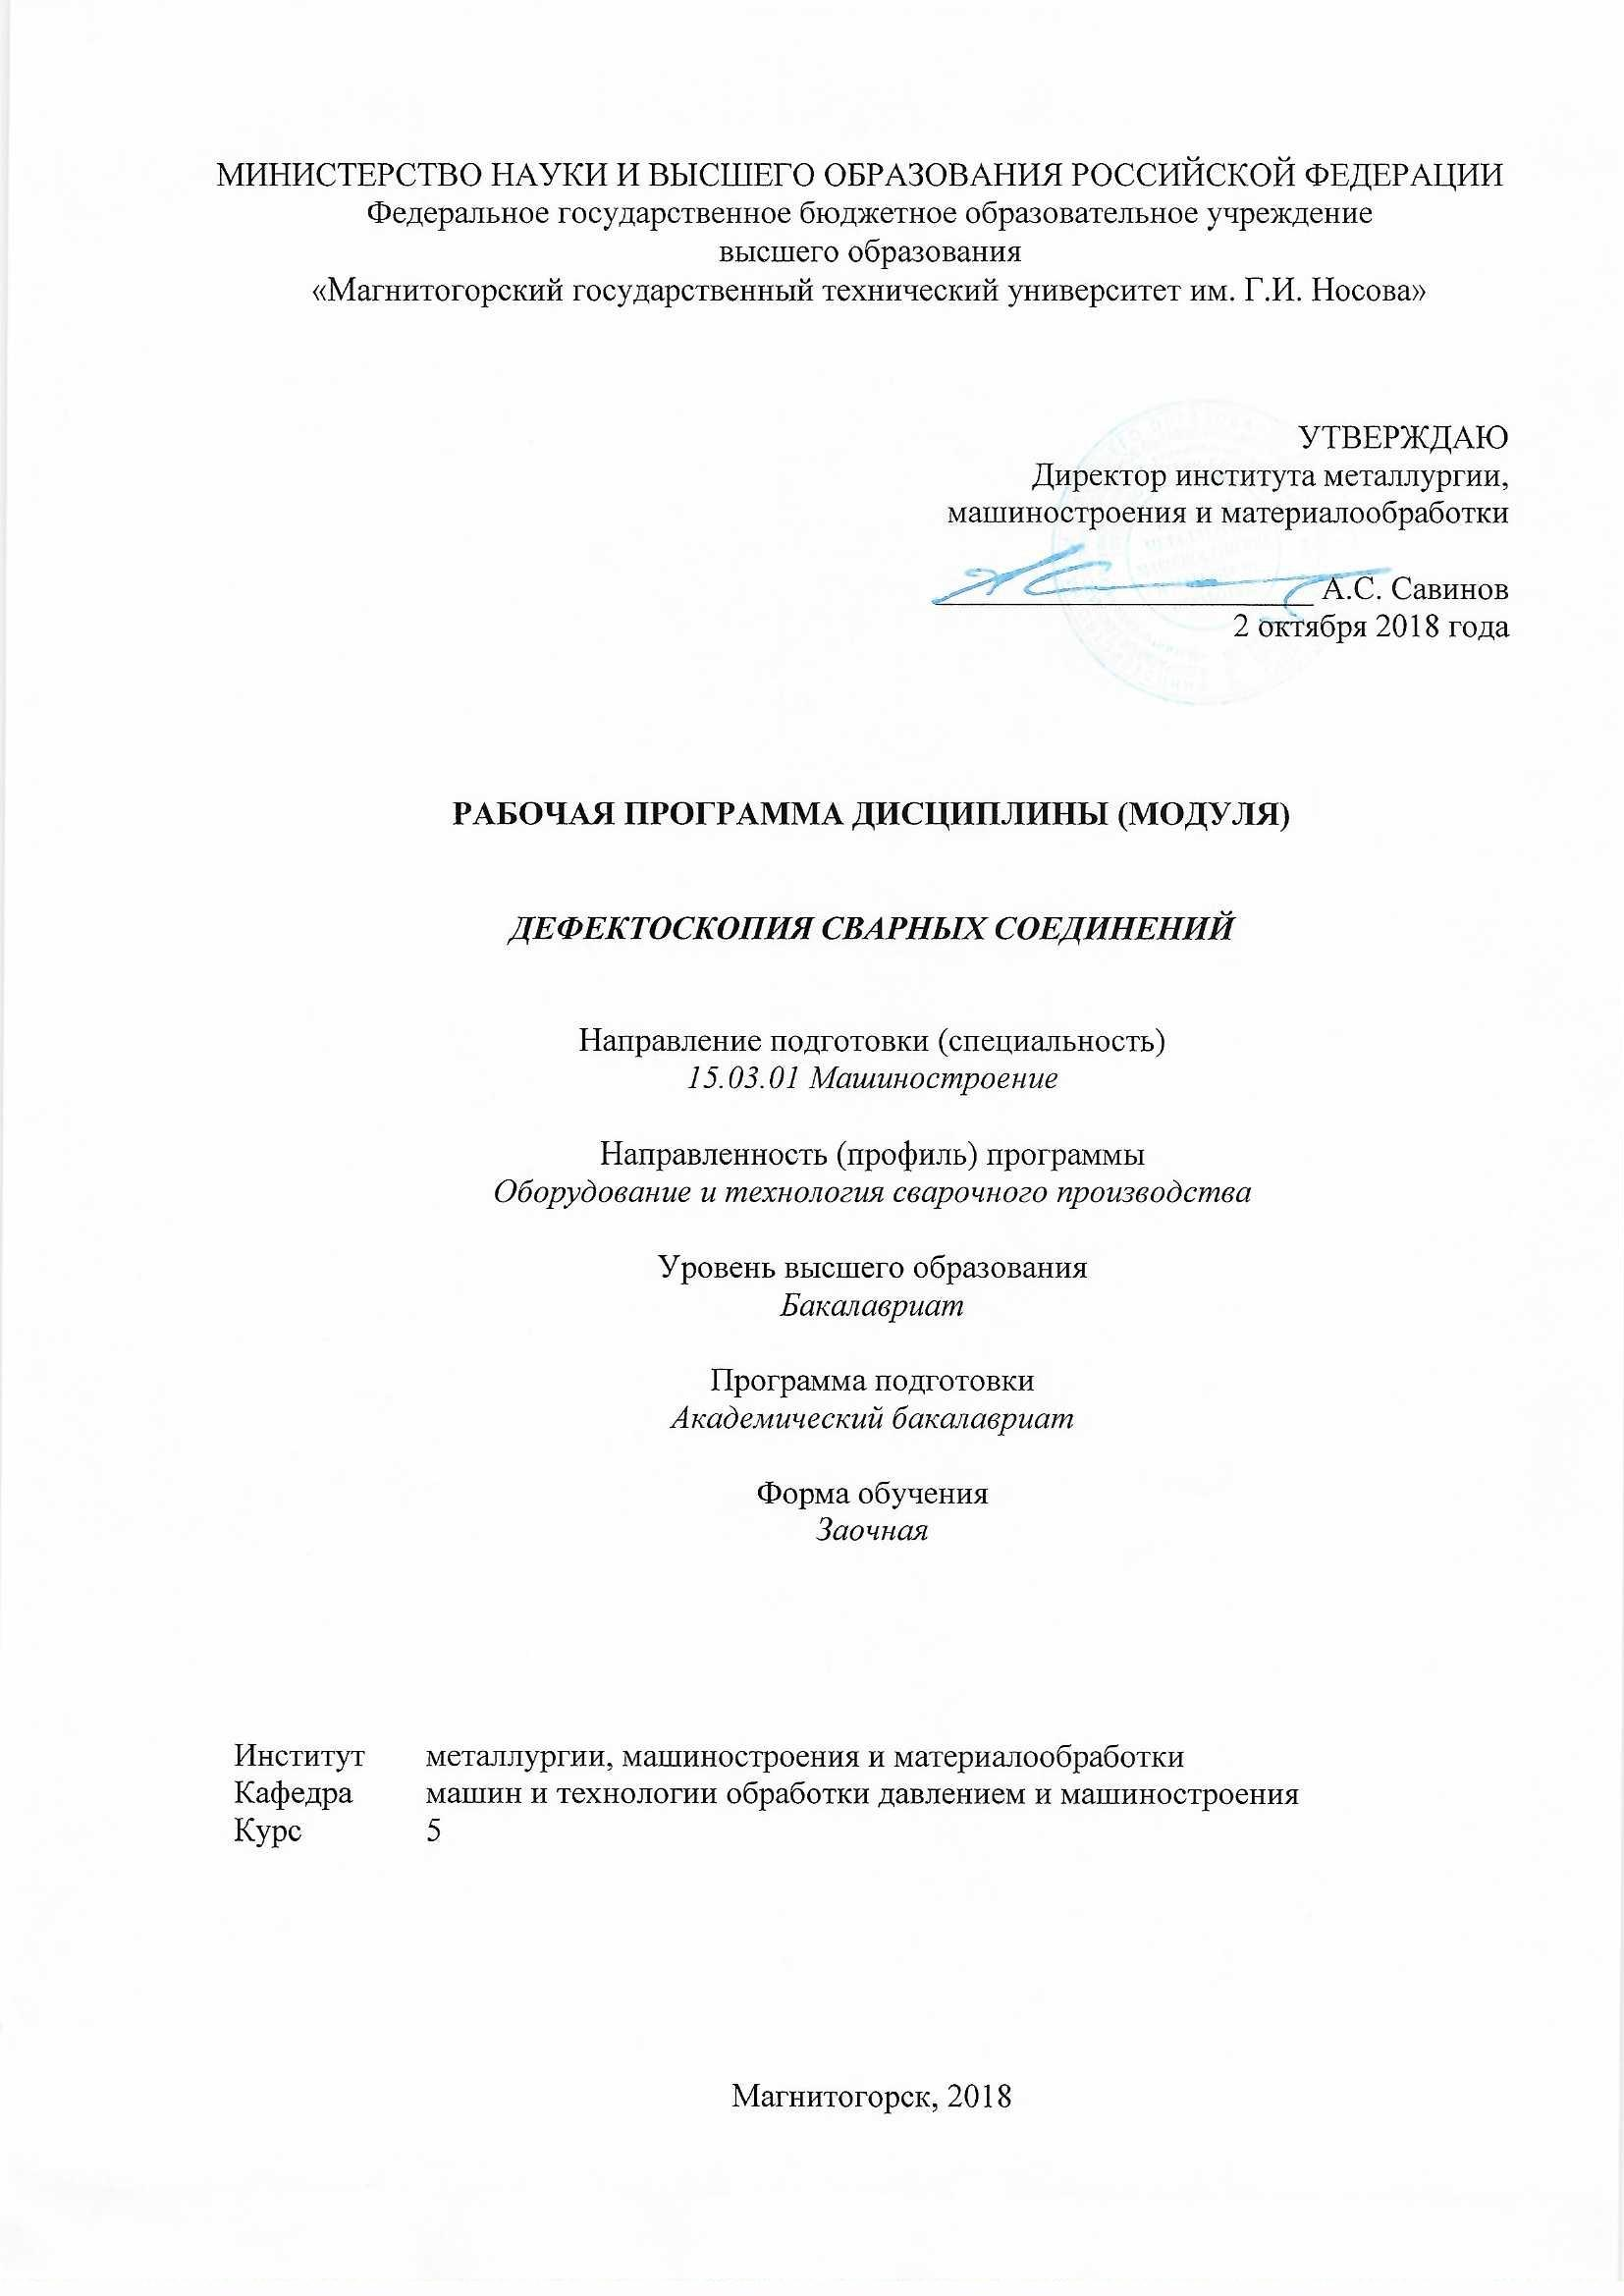 МИНИСТЕРСТВО НАУКИ И ВЫСШЕГО ОБРАЗОВАНИЯ РОССИЙСКОЙ ФЕДЕРАЦИИ
Федеральное государственное бюджетное образовательное учреждение
высшего образования
«Магнитогорский государственный технический университет им. Г.И. Носова»
УТВЕРЖДАЮ
Директор института металлургии,
машиностроения и материалообработки
А.С. Савинов
2 октября 2018 года
РАБОЧАЯ ПРОГРАММА ДИСЦИПЛИНЫ (МОДУЛЯ)
ДЕФЕКТОСКОПИЯ СВАРНЫХ СОЕДИНЕНИЙ
Направление подготовки (специальность)
15.03.01 Машиностроение
Направленность (профиль) программы
Оборудование и технология сварочного производства
Уровень высшего образования
Бакалавриат
Программа подготовки
Академический бакалавриат
Форма обучения
Заочная
Институт металлургии, машиностроения и материалообработки
Кафедра машин и технологии обработки давлением и машиностроения
Курс 5
Магнитогорск, 2018